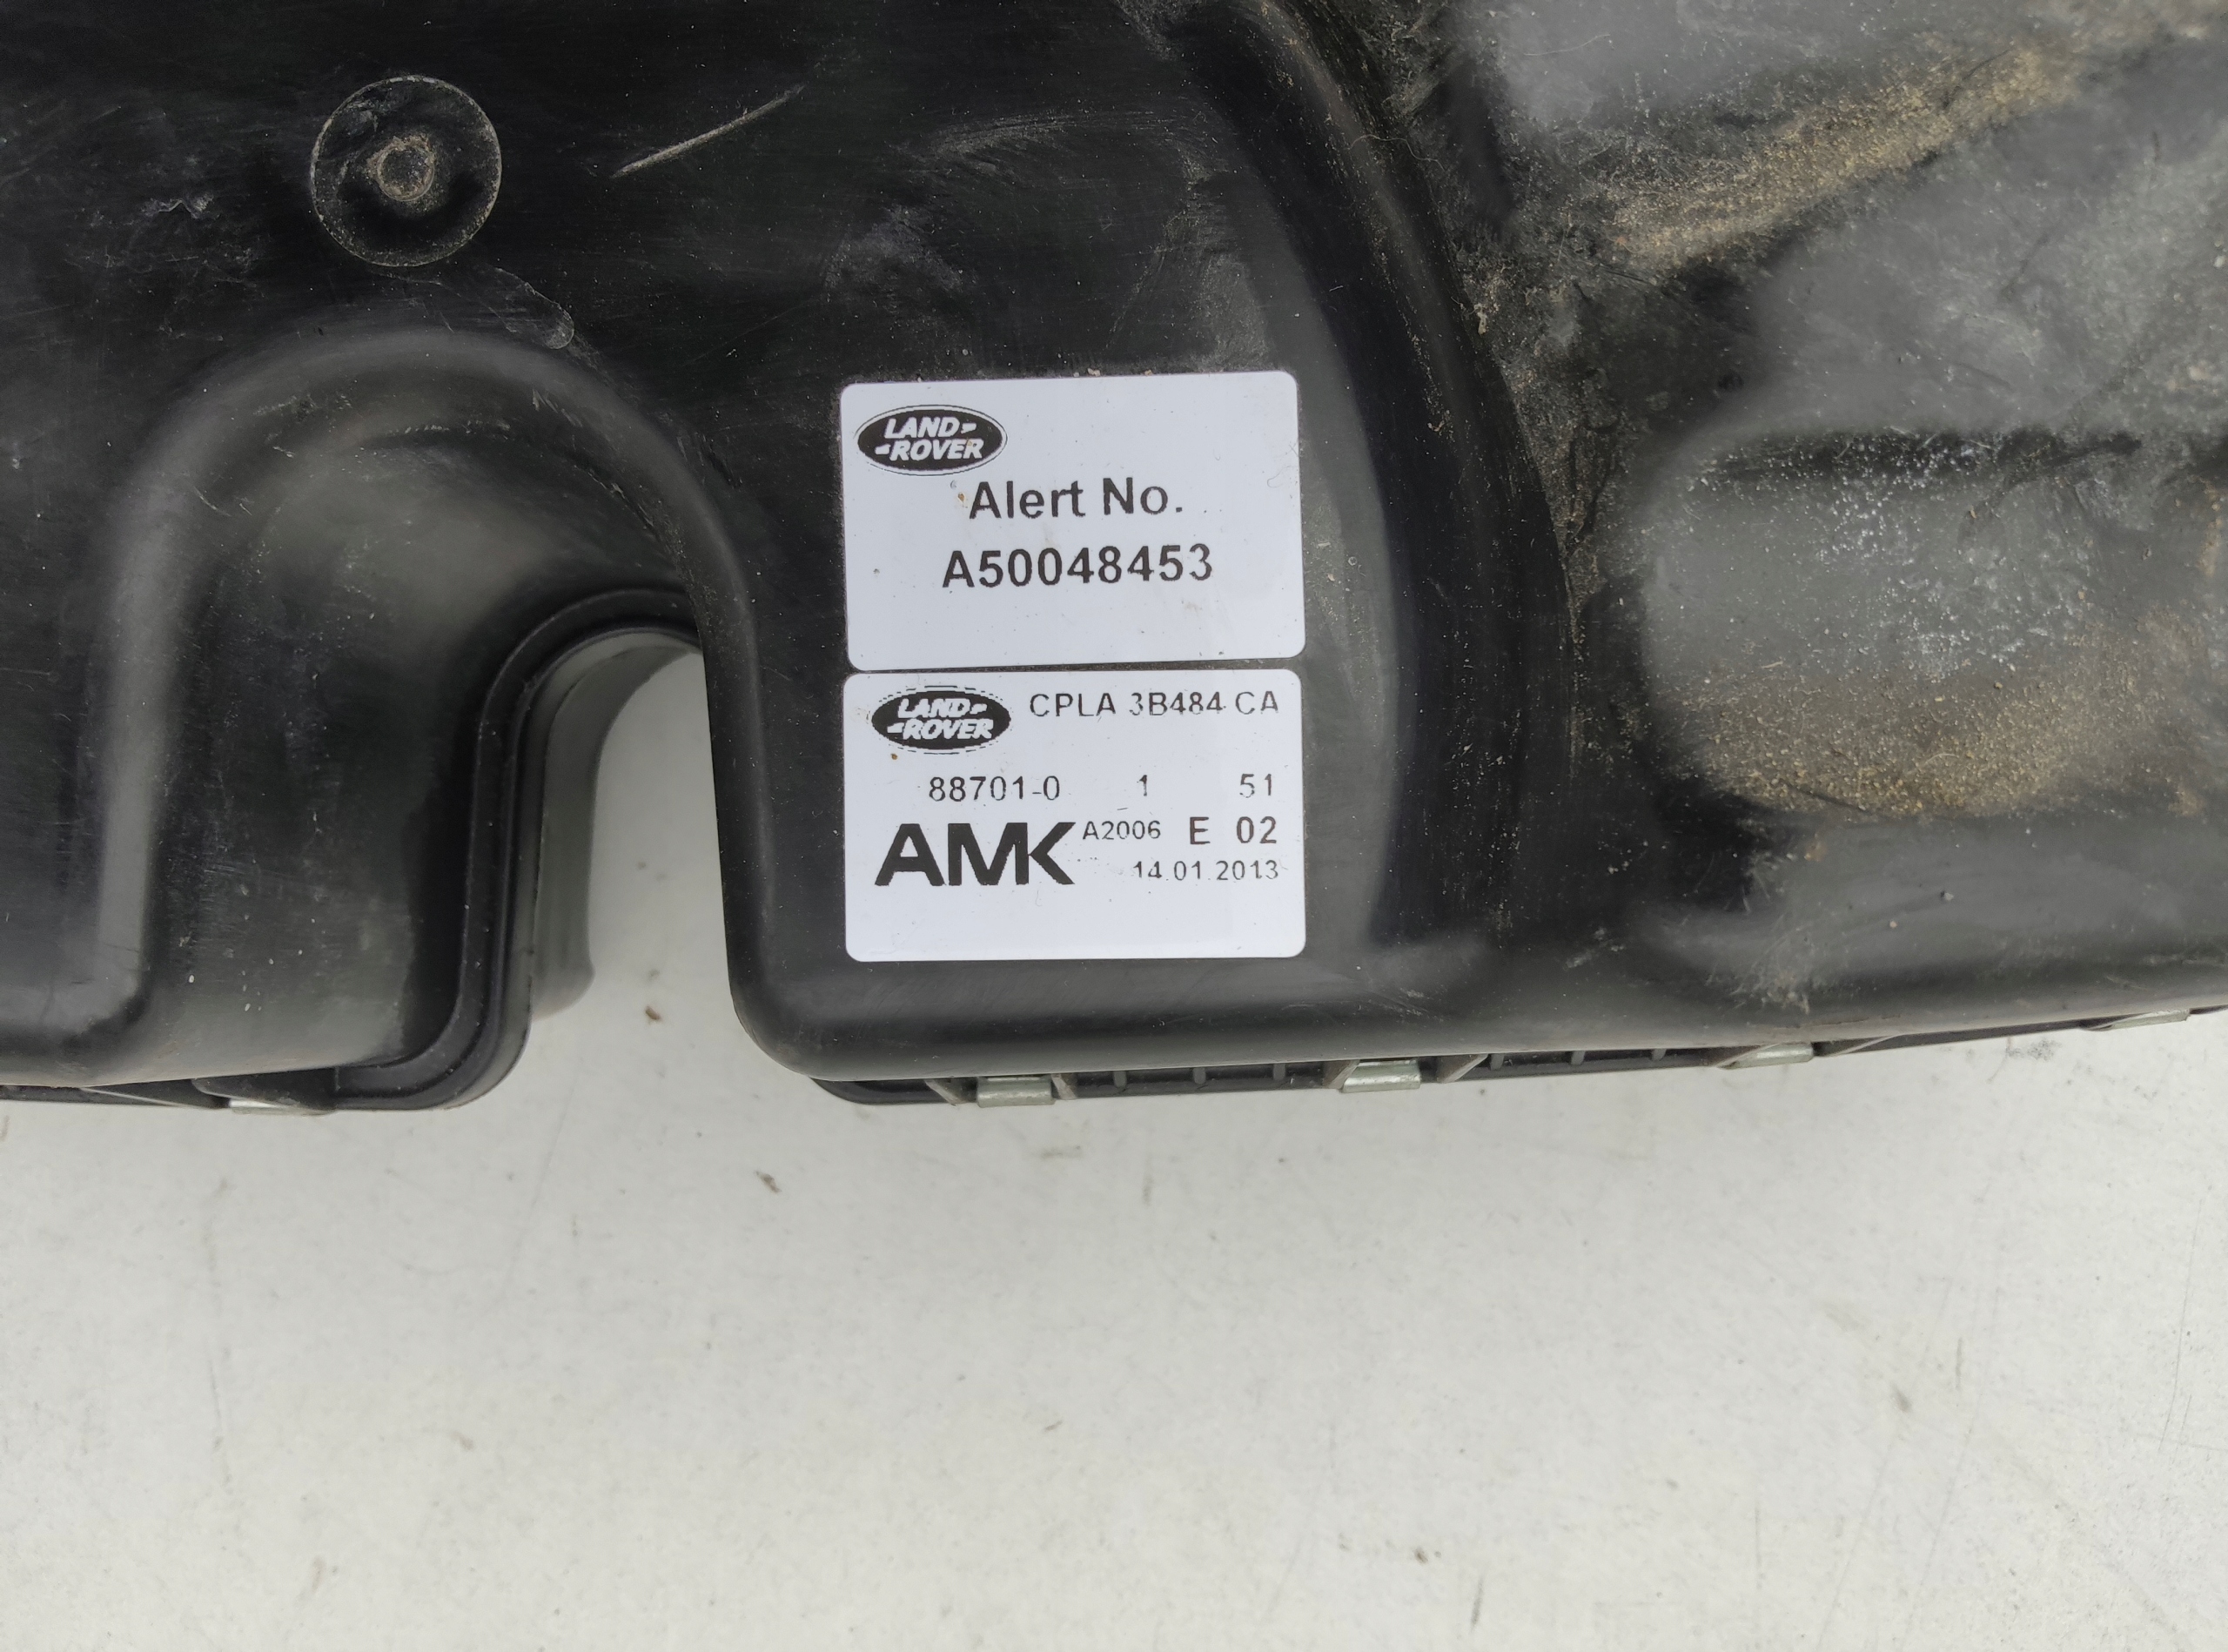 LAND-
-ROVER
Alert No.
A50048453
LAND-
-ROVER
CPLA 3B484 CA
88701-0 1 51
AMK A2006 E 02
14.01.2013